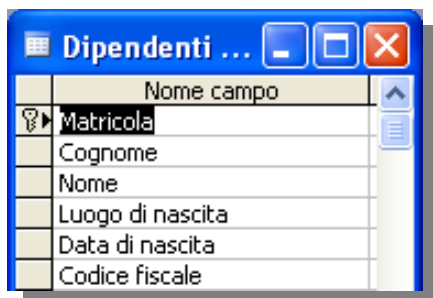 Dipendenti ...
Nome campo
Matricola
Cognome
Nome
Luogo di nascita
Data di nascita
Codice fiscale